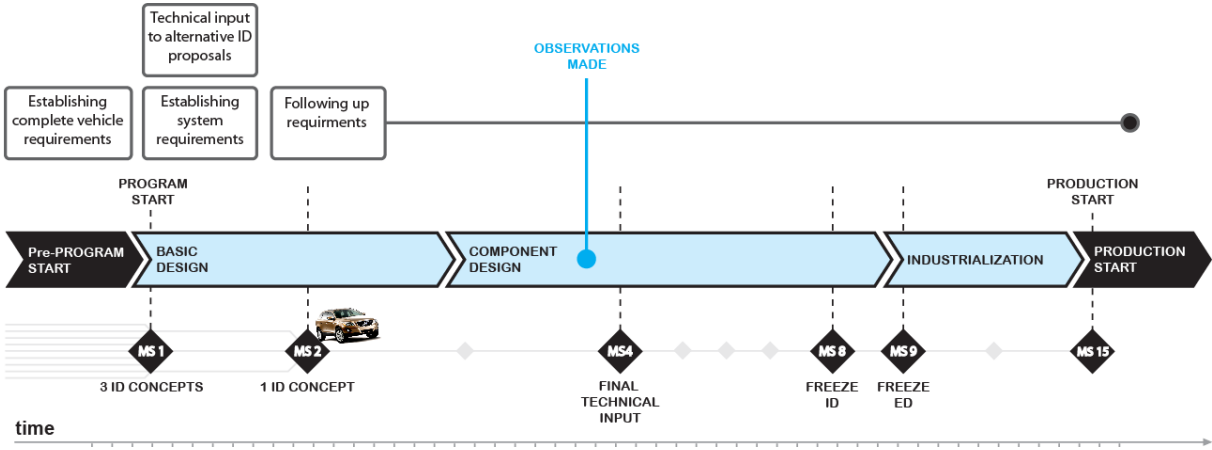 Technical input
to alternative ID
proposals
OBSERVATIONS
MADE
Establishing
complete vehicle
requirements
Establishing
system
requirements
Following up
requirments
PROGRAM
START
PRODUCTION
START
Pre-PROGRAM
START
BASIC
DESIGN
COMPONENT
DESIGN
INDUSTRIALIZATION
PRODUCTION
START
MS 1
MS 2
MS4
MS 8
MS 9
MS 15
3 ID CONCEPTS
1 ID CONCEPT
FINAL
TECHNICAL
INPUT
FREEZE
ID
FREEZE
ED
time